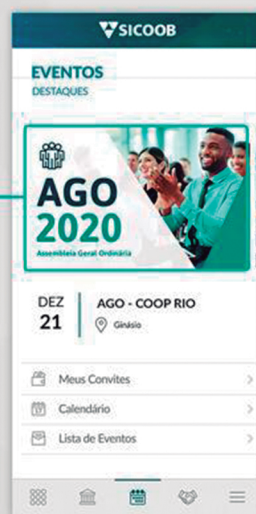 SICOOB
EVENTOS
DESTAQUES
AGO
2020
Assembleia Geral Ordinária
DEZ
21
AGO - COOP RIO
Ginásio
Meus Convites
Calendário
Lista de Eventos